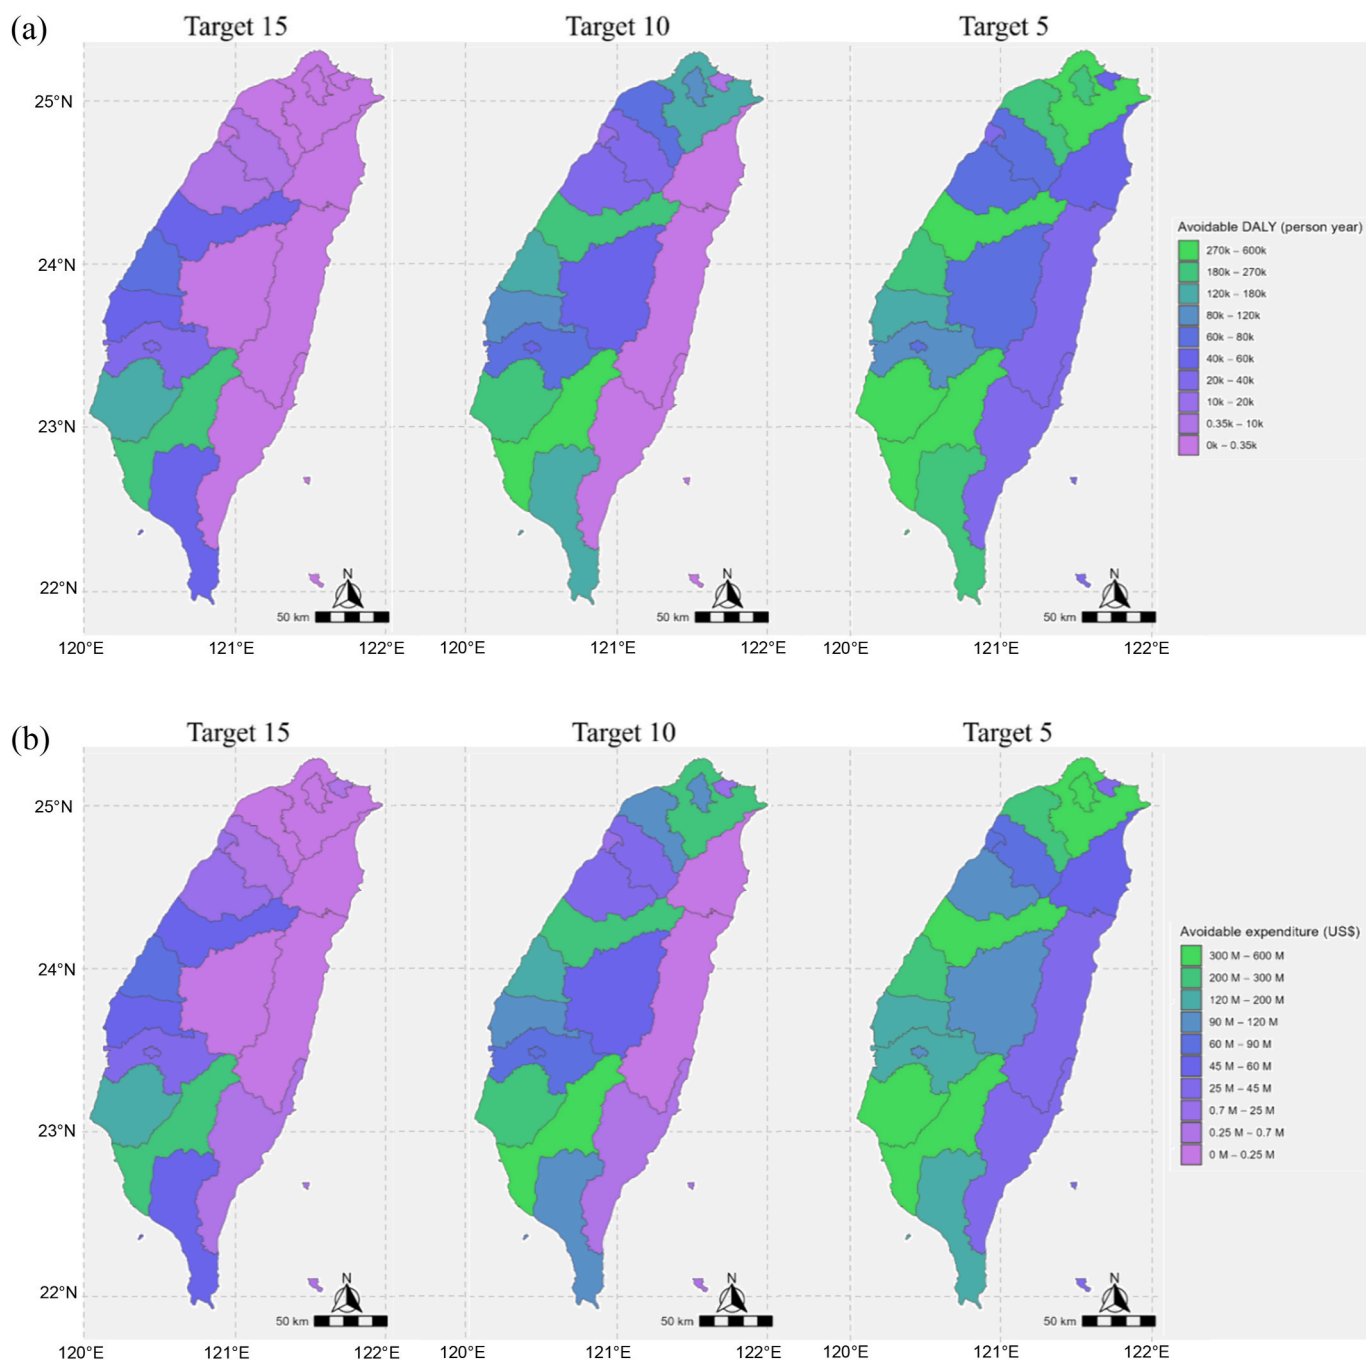 (a)
Target 15
Target 10
Target 5
25°N
24°N
23°N
22°N
N
50 km
N
50 km
N
50 km
120°E
121°E
122°E
120°E
121°E
122°E
120°E
121°E
122°E
Avoidable DALY (person year)
270k – 600k
180k – 270k
120k – 180k
80k – 120k
60k – 80k
40k – 60k
20k – 40k
10k – 20k
0.35k – 10k
0k – 0.35k
(b)
Target 15
Target 10
Target 5
25°N
24°N
23°N
22°N
N
50 km
N
50 km
N
50 km
120°E
121°E
122°E
120°E
121°E
122°E
120°E
121°E
122°E
Avoidable expenditure (US$)
300 M – 600 M
200 M – 300 M
120 M – 200 M
90 M – 120 M
60 M – 90 M
45 M – 60 M
25 M – 45 M
0.7 M – 25 M
0.25 M – 0.7 M
0 M – 0.25 M